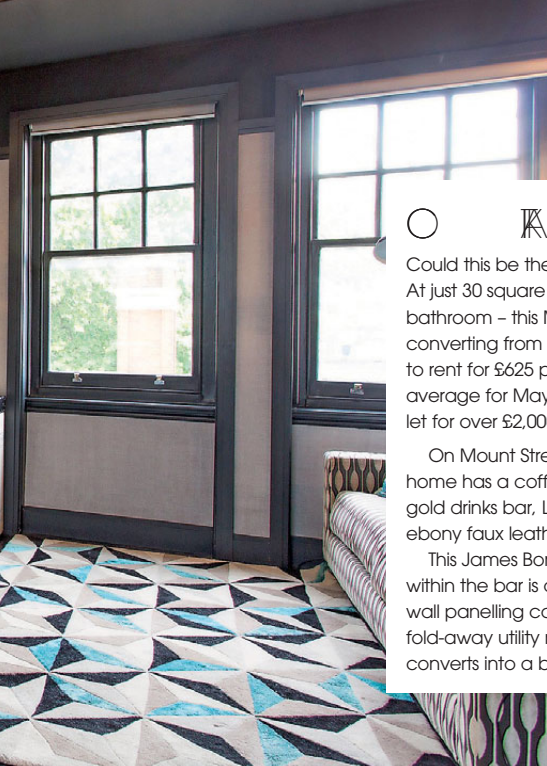 O
Could this be the
At just 30 square
bathroom – this
converting from
to rent for £625
average for May
let for over £2,00
On Mount Stre
home has a coff
gold drinks bar,
ebony faux leath
This James Bon
within the bar is
wall panelling co
fold-away utility
converts into a b